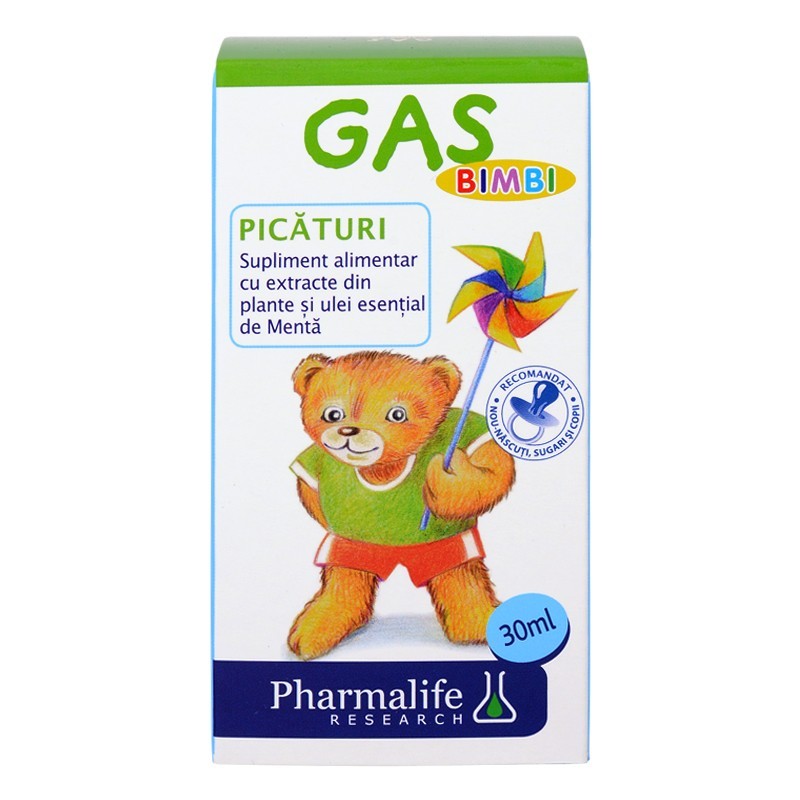 GAS
BIMBI
PICĂTURI
Supliment alimentar
cu extracte din
plante și ulei esențial
de Mentă
• RECOMANDAT •
NOU-NĂSCUȚI, SUGARI ȘI COPII
30ml
Pharmalife
RESEARCH